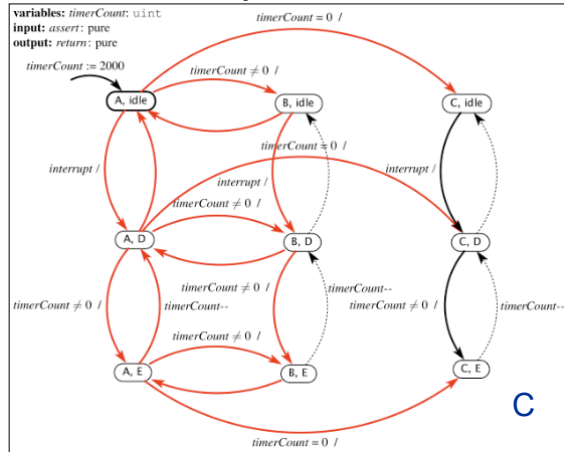 variables: timerCount: uint
input: assert: pure
output: return: pure
timerCount := 2000
timerCount = 0 /
timerCount ≠ 0 /
A, idle
B, idle
C, idle
timerCount = 0 /
interrupt /
interrupt /
interrupt /
timerCount ≠ 0 /
A, D
B, D
C, D
timerCount ≠ 0 /
timerCount--
timerCount ≠ 0 /
timerCount--
timerCount ≠ 0 /
timerCount--
timerCount ≠ 0 /
A, E
B, E
C, E
C
timerCount = 0 /